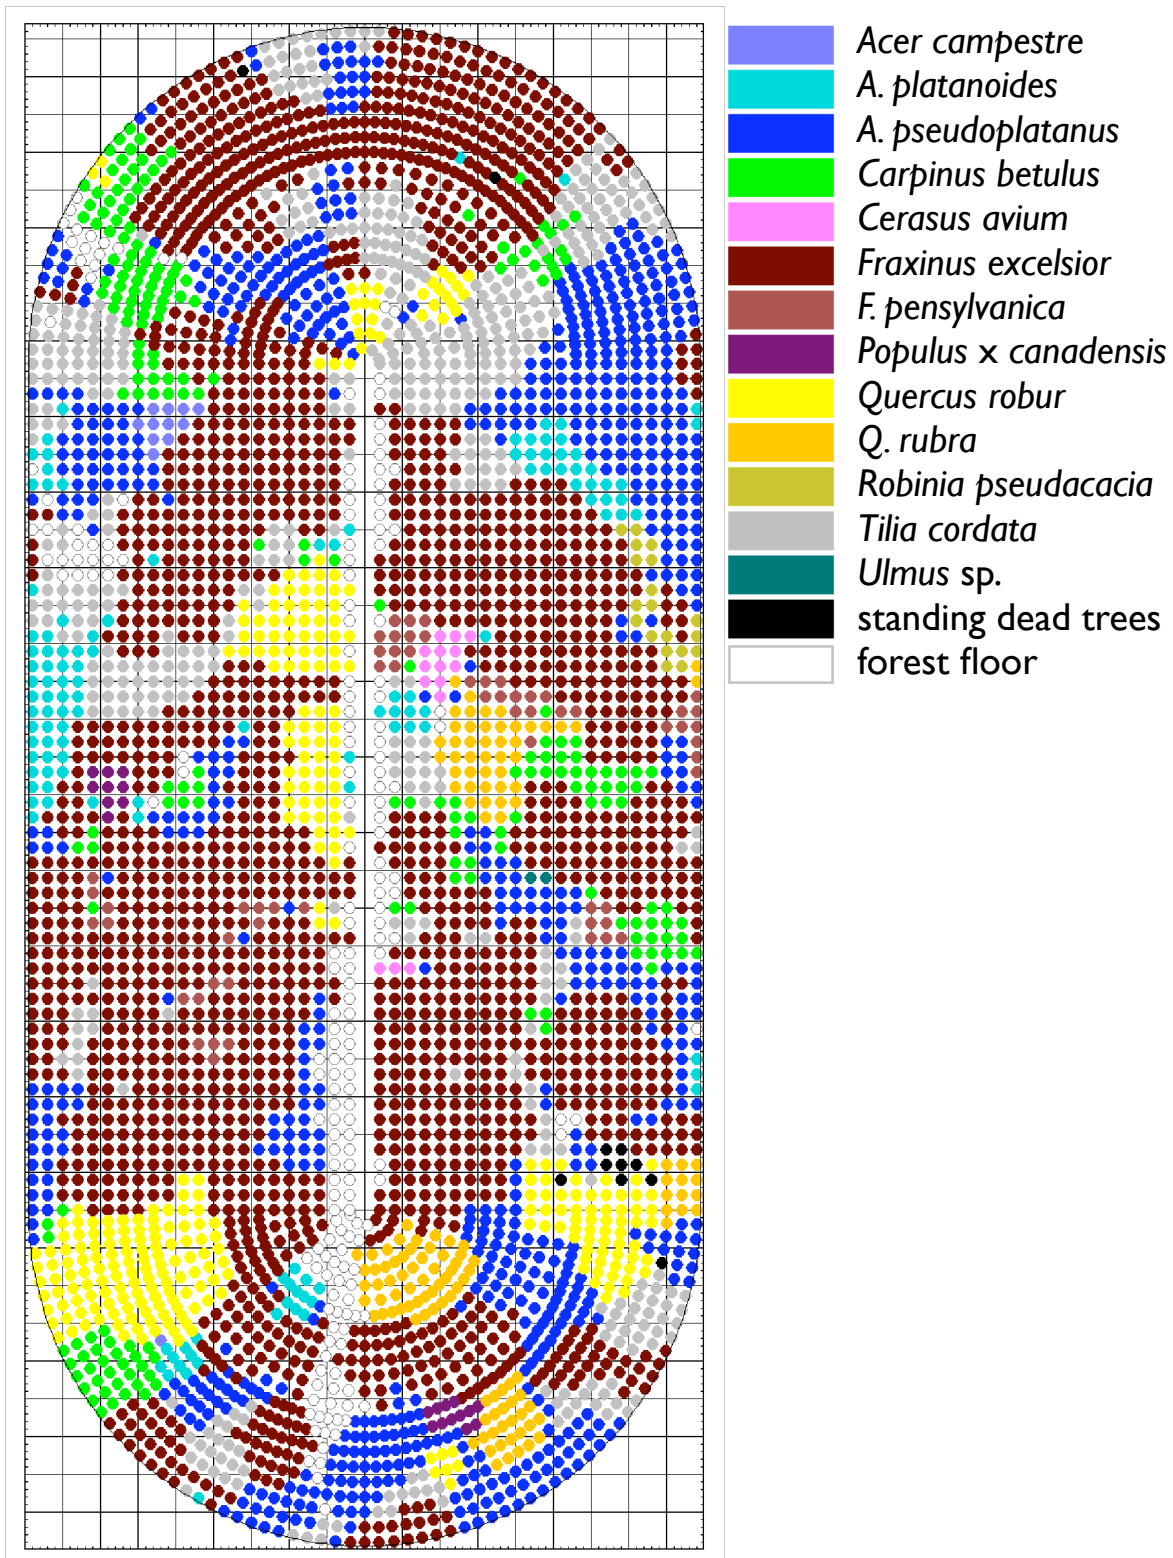 Acer campestre
A. platanoides
A. pseudoplatanus
Carpinus betulus
Cerasus avium
Fraxinus excelsior
F. pensylvanica
Populus x canadensis
Quercus robur
Q. rubra
Robinia pseudacacia
Tilia cordata
Ulmus sp.
standing dead trees
forest floor